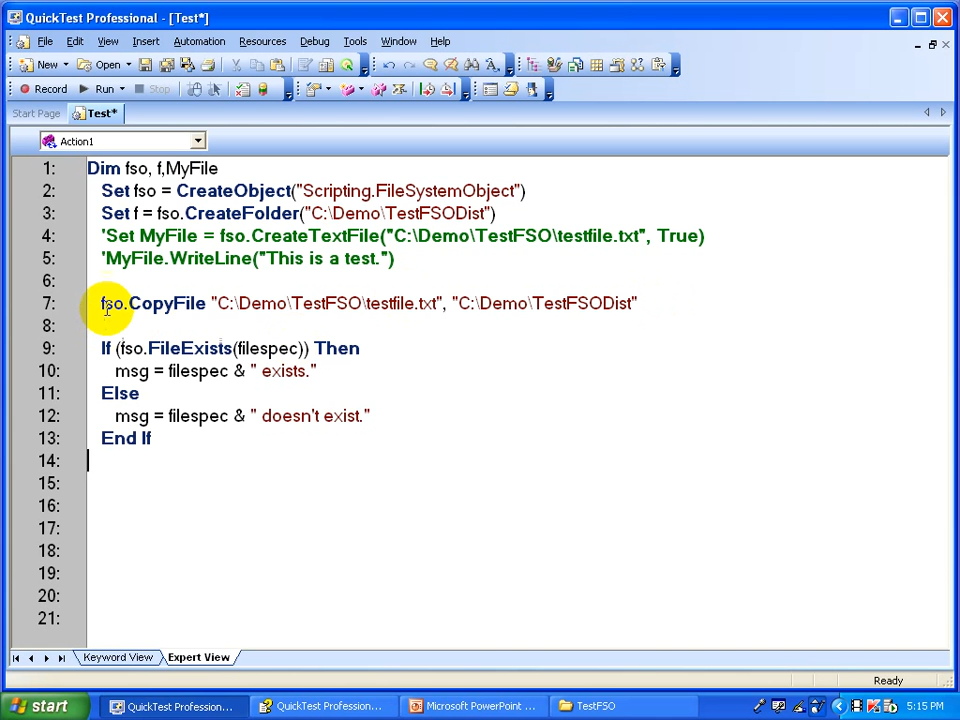 QuickTest Professional - [Test*]
File Edit View Insert Automation Resources Debug Tools Window Help
New Open
Record Run Stop
Start Page Test*
Action1
1: Dim fso, f,MyFile
2: Set fso = CreateObject("Scripting.FileSystemObject")
3: Set f = fso.CreateFolder("C:\Demo\TestFSODist")
4: 'Set MyFile = fso.CreateTextFile("C:\Demo\TestFSO\testfile.txt", True)
5: 'MyFile.WriteLine("This is a test.")
6:
7: fso.CopyFile "C:\Demo\TestFSO\testfile.txt", "C:\Demo\TestFSODist"
8:
9: If (fso.FileExists(filespec)) Then
10: msg = filespec & " exists."
11: Else
12: msg = filespec & " doesn't exist."
13: End If
14:
15:
16:
17:
18:
19:
20:
21:
Keyword View Expert View
Ready
start QuickTest Profession... QuickTest Profession... Microsoft PowerPoint ... TestFSO 5:15 PM